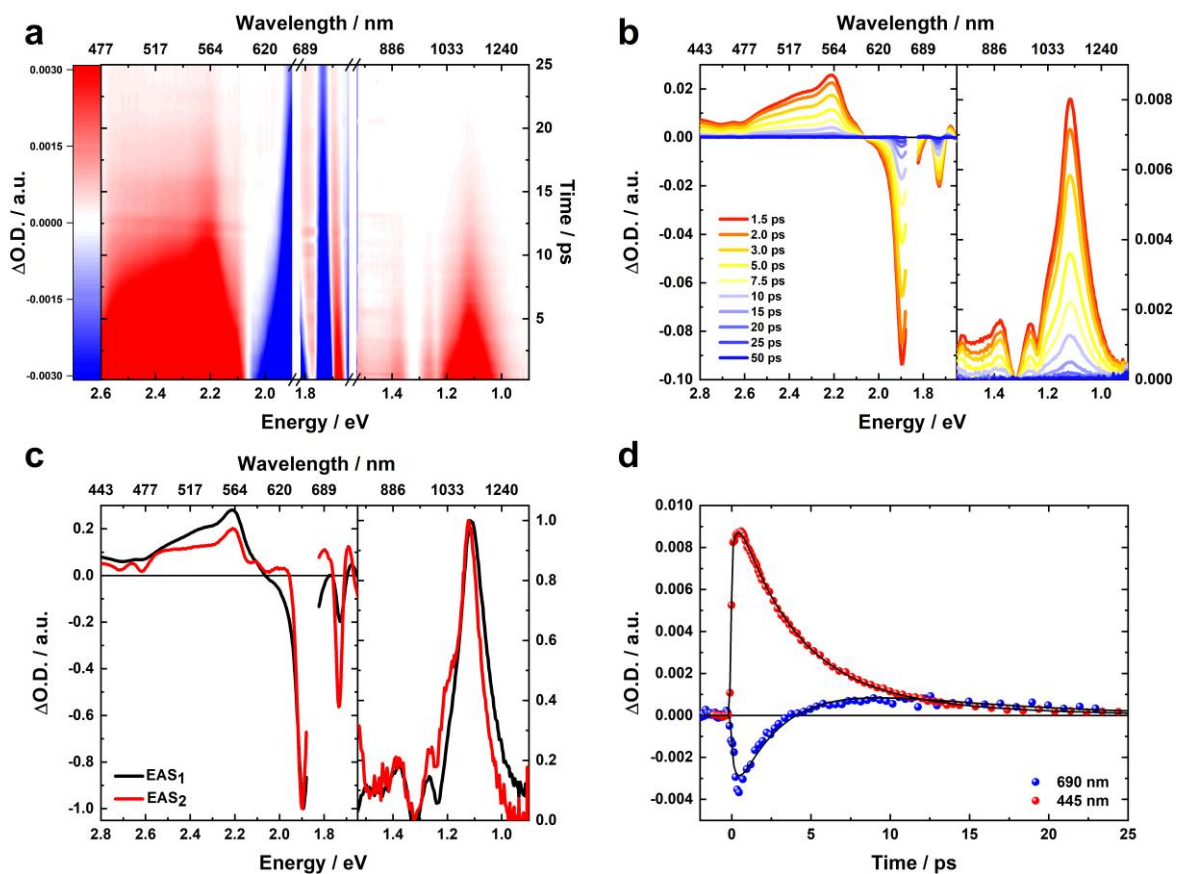 a
Wavelength / nm
477 517 564 620 689 886 1033 1240
0.0030
0.0015
0.0000
-0.0015
-0.0030
ΔO.D. / a.u.
25
20
15
10
5
Time / ps
2.6 2.4 2.2 2.0 1.8 1.4 1.2 1.0
Energy / eV
b
Wavelength / nm
443 477 517 564 620 689 886 1033 1240
0.02
0.00
-0.02
-0.04
-0.06
-0.08
-0.10
ΔO.D. / a.u.
1.5 ps
2.0 ps
3.0 ps
5.0 ps
7.5 ps
10 ps
15 ps
20 ps
25 ps
50 ps
0.008
0.006
0.004
0.002
0.000
2.8 2.6 2.4 2.2 2.0 1.8 1.4 1.2 1.0
Energy / eV
c
Wavelength / nm
443 477 517 564 620 689 886 1033 1240
0.2
0.0
-0.2
-0.4
-0.6
-0.8
-1.0
ΔO.D. / a.u.
EAS1
EAS2
1.0
0.8
0.6
0.4
0.2
0.0
2.8 2.6 2.4 2.2 2.0 1.8 1.4 1.2 1.0
Energy / eV
d
0.010
0.008
0.006
0.004
0.002
0.000
-0.002
-0.004
ΔO.D. / a.u.
690 nm
445 nm
0 5 10 15 20 25
Time / ps